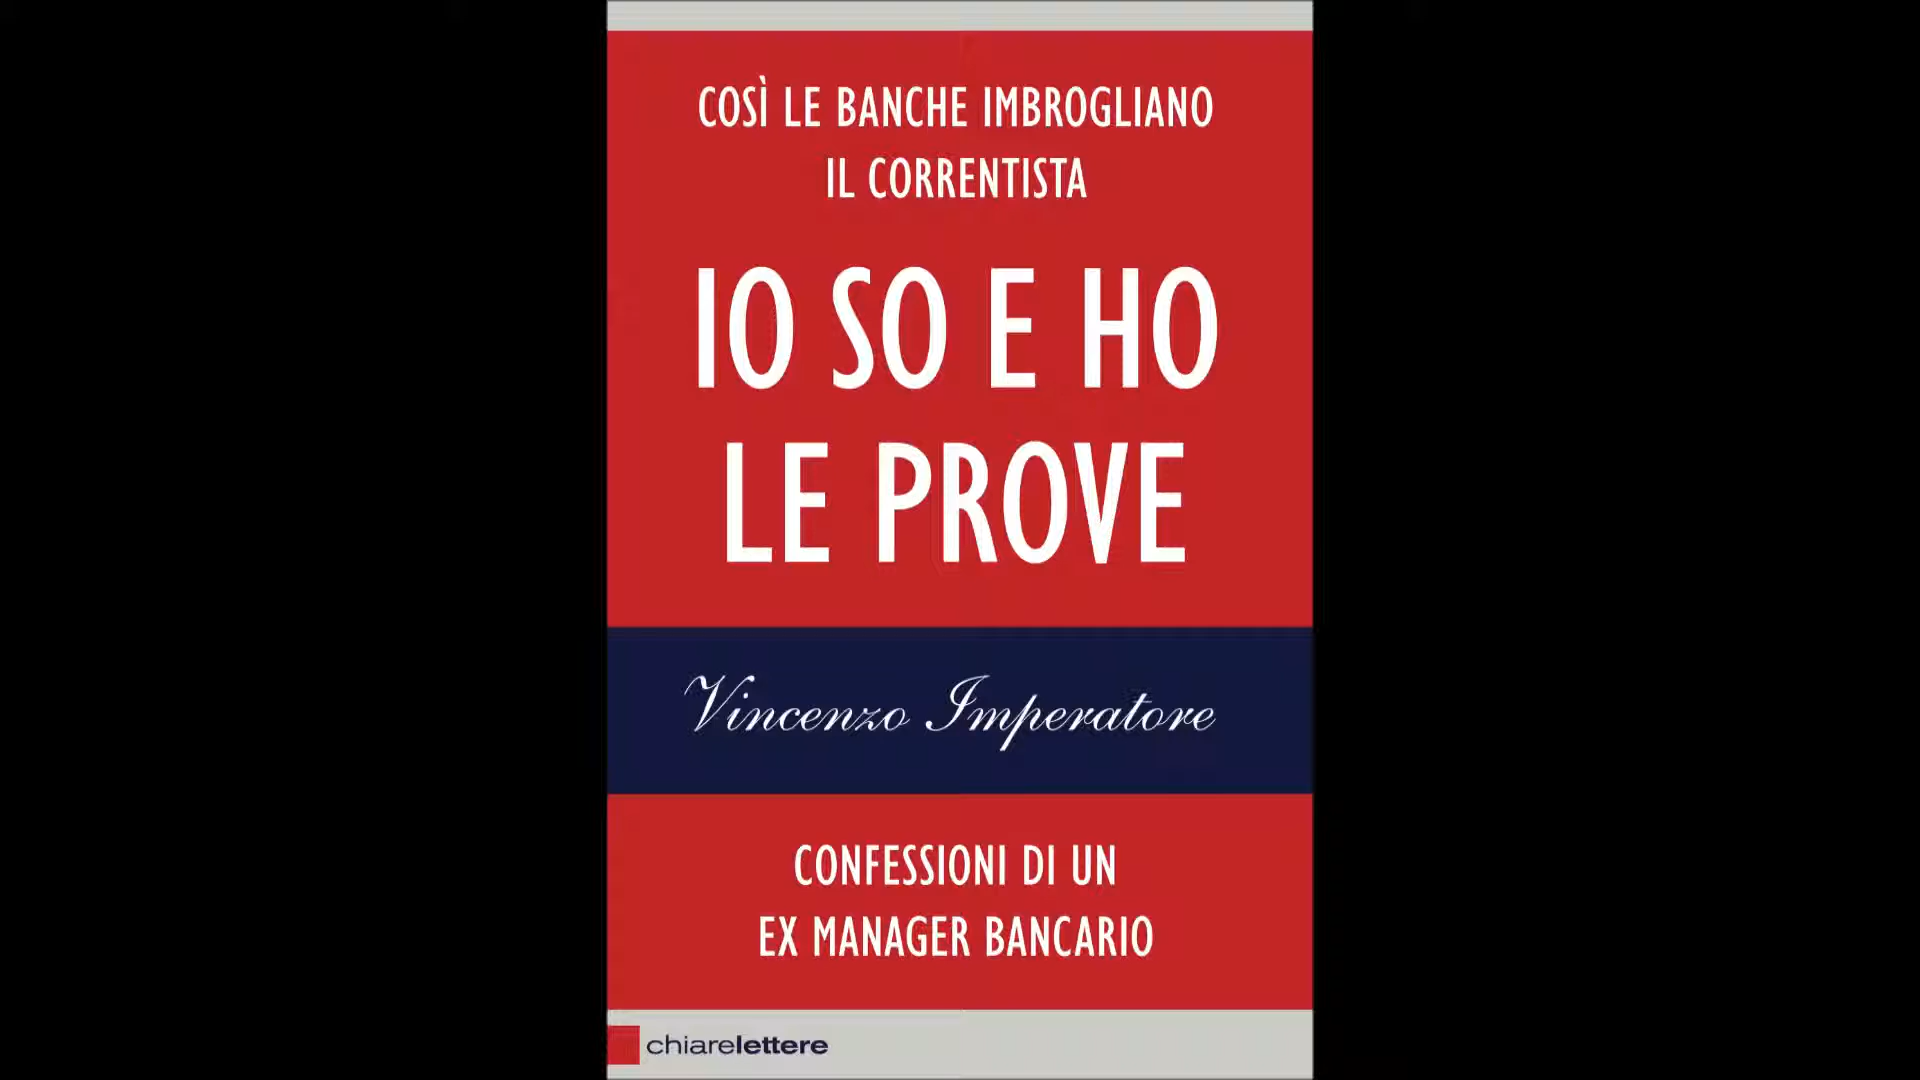 COSÌ LE BANCHE IMBROGLIANO
IL CORRENTISTA
IO SO E HO
LE PROVE
Vincenzo Imperatore
CONFESSIONI DI UN
EX MANAGER BANCARIO
chiarelettere